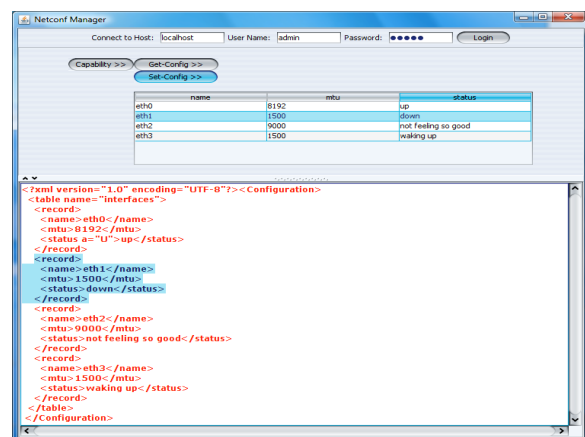 Netconf Manager
Connect to Host: localhost User Name: admin Password: ●●●●● Login
Capability >> Get-Config >>
Set-Config >>
name mtu status
eth0 8192 up
eth1 1500 down
eth2 9000 not feeling so good
eth3 1500 waking up
<?xml version="1.0" encoding="UTF-8"?><Configuration>
<table name="interfaces">
<record>
<name>eth0</name>
<mtu>8192</mtu>
<status a="U">up</status>
</record>
<record>
<name>eth1</name>
<mtu>1500</mtu>
<status>down</status>
</record>
<record>
<name>eth2</name>
<mtu>9000</mtu>
<status>not feeling so good</status>
</record>
<record>
<name>eth3</name>
<mtu>1500</mtu>
<status>waking up</status>
</record>
</table>
</Configuration>